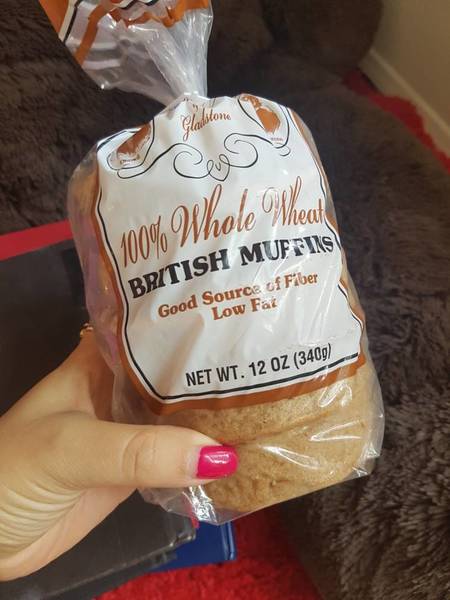 Gladstone
100% Whole Wheat
BRITISH MUFFINS
Good Source of Fiber
Low Fat
NET WT. 12 OZ (340g)